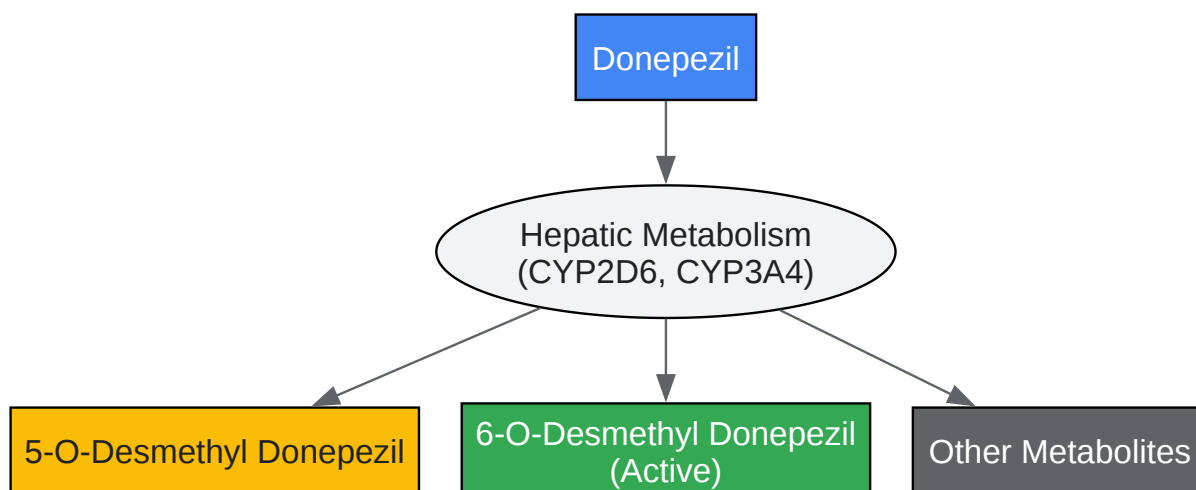 Donepezil
Hepatic Metabolism
(CYP2D6, CYP3A4)
5-O-Desmethyl Donepezil
6-O-Desmethyl Donepezil
(Active)
Other Metabolites